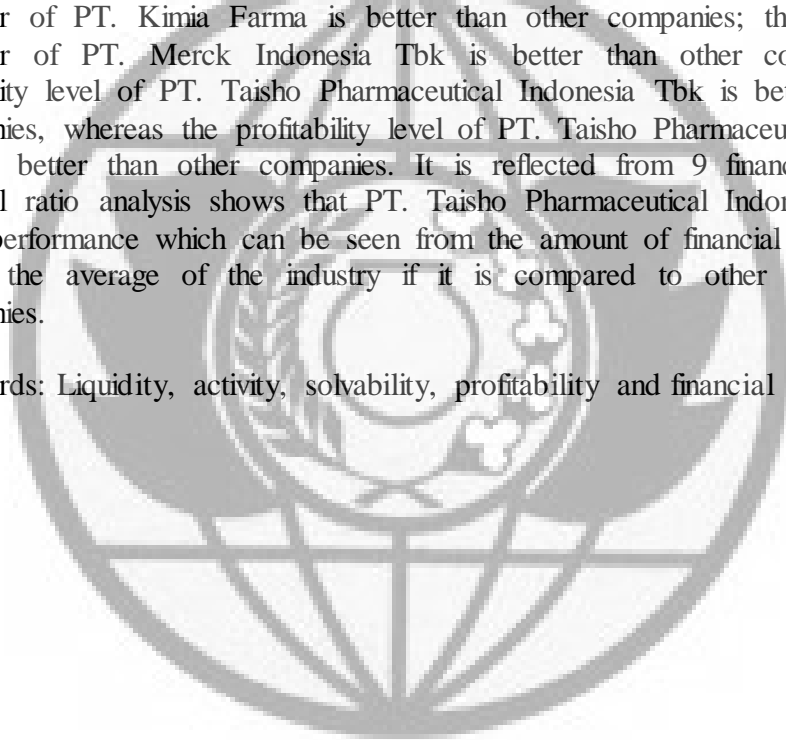 r of PT. Kimia Farma is better than other companies; th
r of PT. Merck Indonesia Tbk is better than other co
ity level of PT. Taisho Pharmaceutical Indonesia Tbk is be
nies, whereas the profitability level of PT. Taisho Pharmaceu
better than other companies. It is reflected from 9 financ
l ratio analysis shows that PT. Taisho Pharmaceutical Indon
performance which can be seen from the amount of financial
the average of the industry if it is compared to other
nies.
rds: Liquidity, activity, solvability, profitability and financial